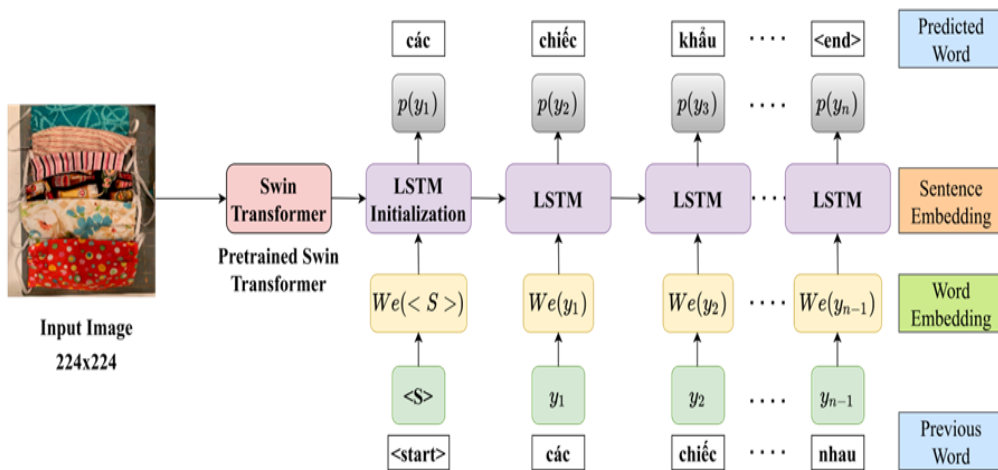 các
chiếc
khẩu
....
<end>
Predicted
Word
p(y₁)
p(y₂)
p(y₃)
....
p(yₙ)
Swin
Transformer
LSTM
Initialization
LSTM
LSTM
....
LSTM
Sentence
Embedding
Pretrained Swin
Transformer
We(< S >)
We(y₁)
We(y₂)
....
We(yₙ₋₁)
Word
Embedding
Input Image
224x224
<S>
y₁
y₂
....
yₙ₋₁
<start>
các
chiếc
....
nhau
Previous
Word